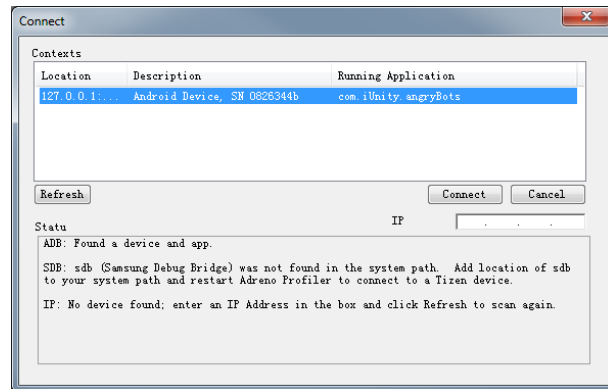 Connect
Contexts
Location Description Running Application
127.0.0.1:... Android Device, SN 0826344b com.iUnity.angryBots
Refresh Connect Cancel
Statu IP . . .
ADB: Found a device and app.
SDB: sdb (Samsung Debug Bridge) was not found in the system path. Add location of sdb
to your system path and restart Adreno Profiler to connect to a Tizen device.
IP: No device found; enter an IP Address in the box and click Refresh to scan again.